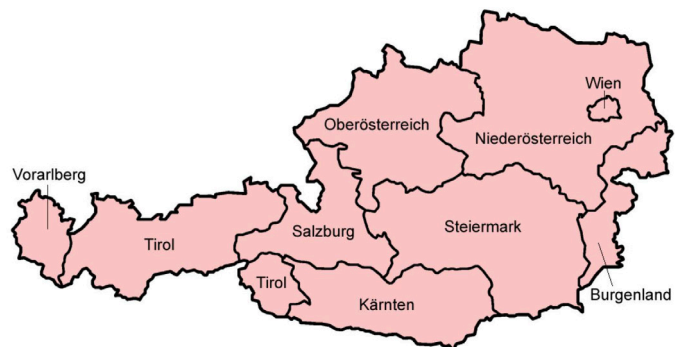 Wien
Oberösterreich
Niederösterreich
Vorarlberg
Salzburg
Steiermark
Tirol
Tirol
Kärnten
Burgenland